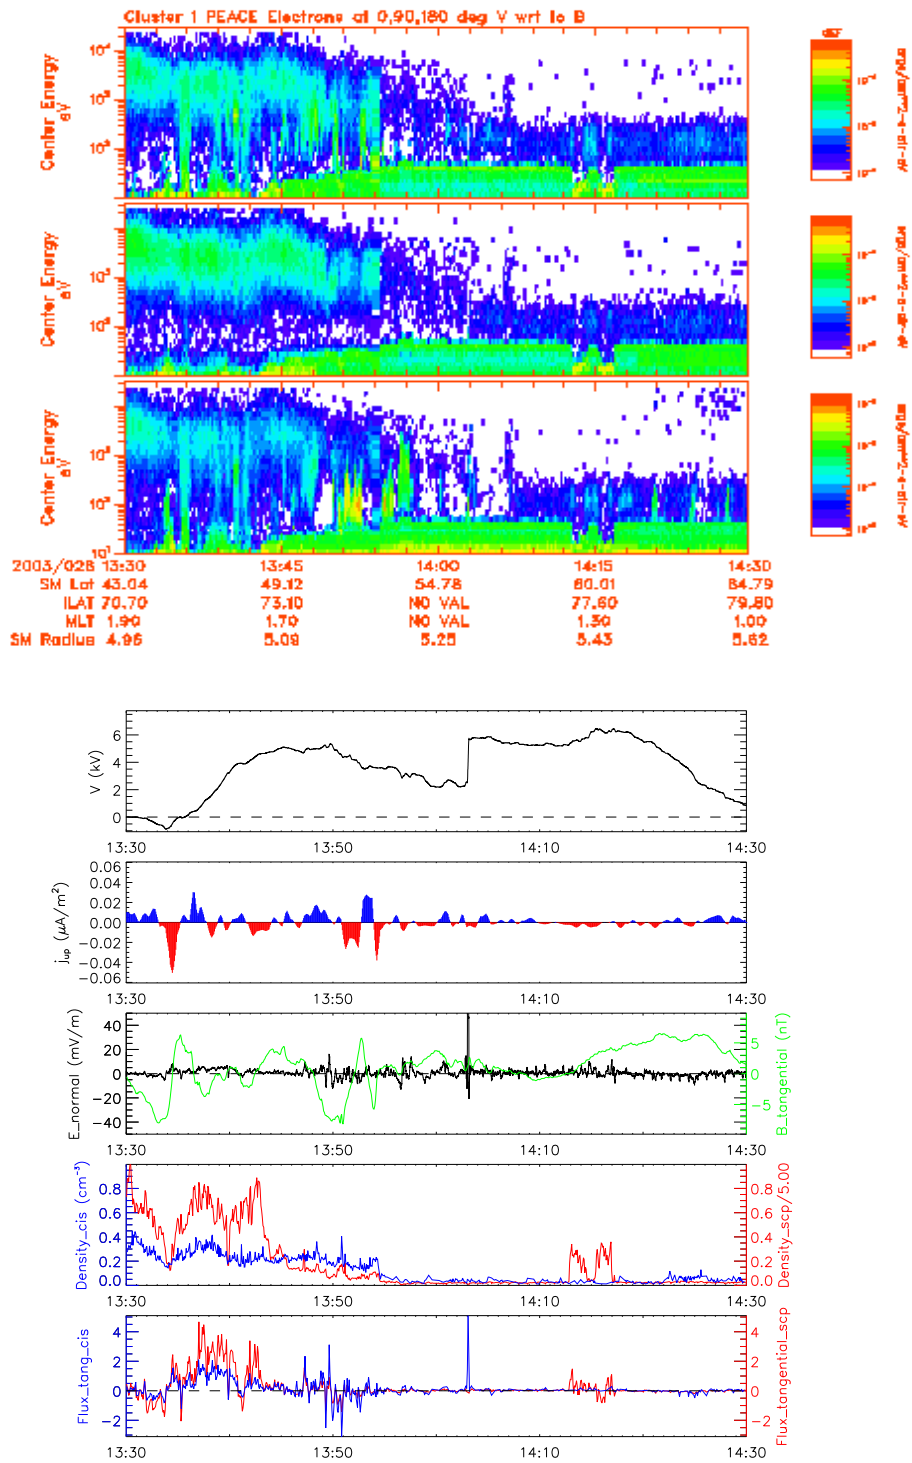 Cluster 1 PEACE Electrons at 0,90,180 deg V wrt to B
Center Energy
eV
10⁴
10³
10²
Center Energy
eV
10³
10²
Center Energy
eV
10³
10²
10¹
2003/028 13:30 13:45 14:00 14:15 14:30
SM Lat 43.04 49.12 54.78 60.01 64.79
ILAT 70.70 73.10 NO VAL 77.60 79.80
MLT 1.90 1.70 NO VAL 1.30 1.00
SM Radius 4.96 5.09 5.25 5.43 5.62
V (kV)
6
4
2
0
13:30 13:50 14:10 14:30
j_up (μA/m²)
0.06
0.04
0.02
0.00
−0.02
−0.04
−0.06
13:30 13:50 14:10 14:30
E_normal (mV/m)
40
20
0
−20
−40
5
0
−5
B_tangential (nT)
13:30 13:50 14:10 14:30
Density_cis (cm⁻³)
0.8
0.6
0.4
0.2
0.0
0.8
0.6
0.4
0.2
0.0
Density_scp/5.00
13:30 13:50 14:10 14:30
Flux_tang_cis
4
2
0
−2
4
2
0
−2
Flux_tangential_scp
13:30 13:50 14:10 14:30